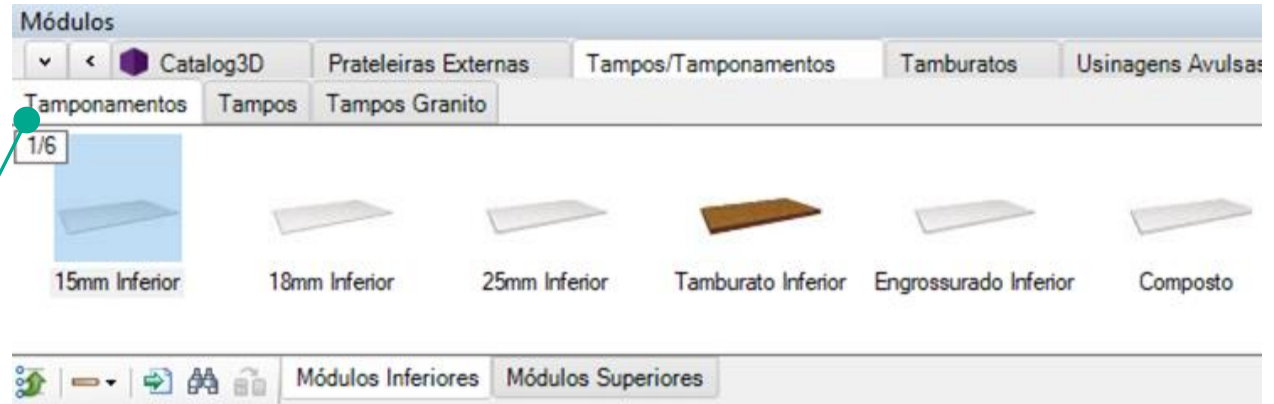 Módulos
Catalog3D Prateleiras Externas Tampos/Tamponamentos Tamburatos Usinagens Avulsas
Tamponamentos Tampos Tampos Granito
1/6
15mm Inferior 18mm Inferior 25mm Inferior Tamburato Inferior Engrossurado Inferior Composto
Módulos Inferiores Módulos Superiores